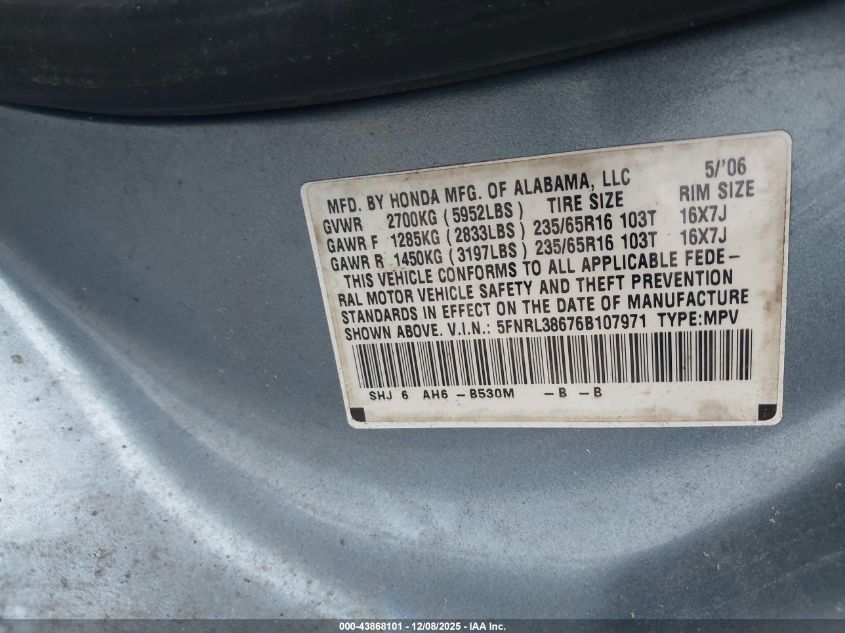 MFD. BY HONDA MFG. OF ALABAMA, LLC 5/'06
GVWR 2700KG (5952LBS) TIRE SIZE RIM SIZE
GAWR F 1285KG (2833LBS) 235/65R16 103T 16X7J
GAWR R 1450KG (3197LBS) 235/65R16 103T 16X7J
THIS VEHICLE CONFORMS TO ALL APPLICABLE FEDE-
RAL MOTOR VEHICLE SAFETY AND THEFT PREVENTION
STANDARDS IN EFFECT ON THE DATE OF MANUFACTURE
SHOWN ABOVE. V.I.N.: 5FNRL38676B107971 TYPE:MPV
SHJ 6 AH6 - B530M - B - B
000-43868101 | 12/08/2025 - IAA Inc.